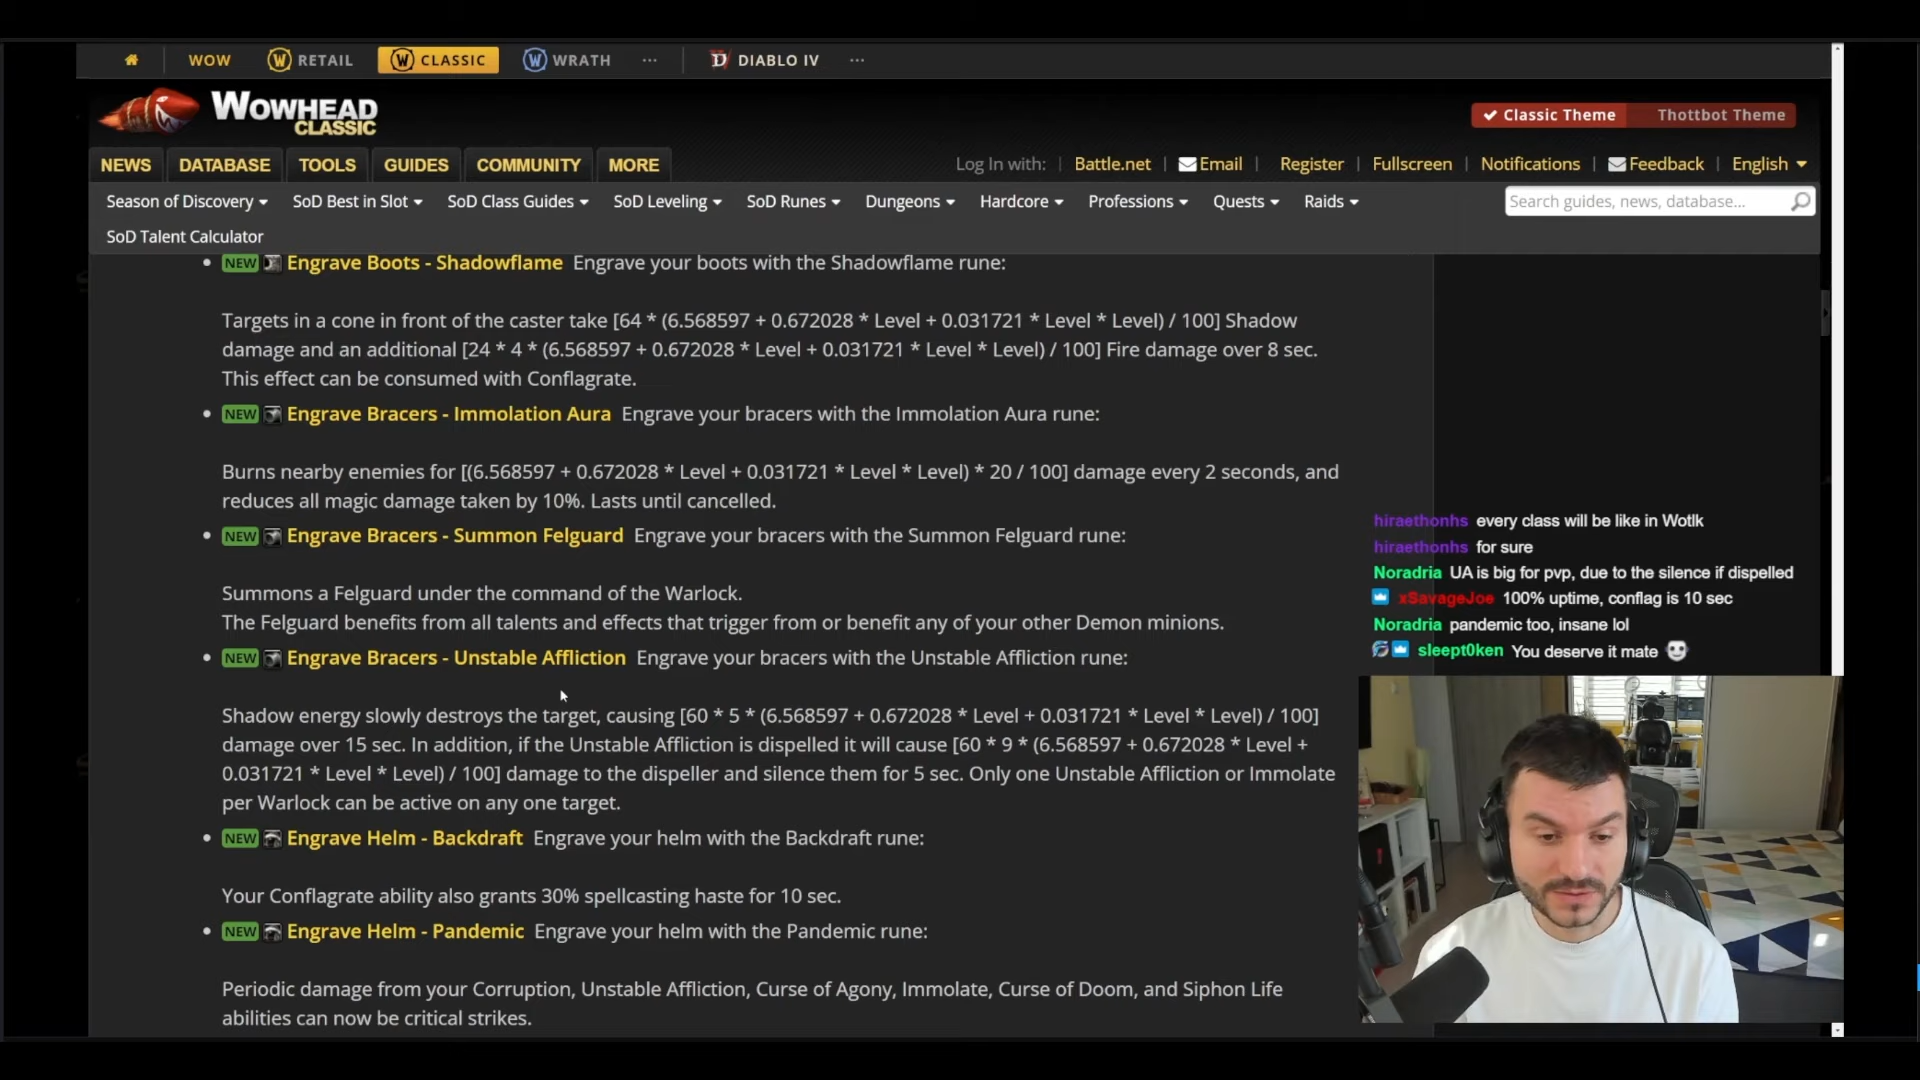 WOW RETAIL CLASSIC WRATH ... DIABLO IV ...
WOWHEAD
CLASSIC
Classic Theme Thottbot Theme
NEWS DATABASE TOOLS GUIDES COMMUNITY MORE Log In with: | Battle.net | Email | Register | Fullscreen | Notifications | Feedback | English
Season of Discovery SoD Best in Slot SoD Class Guides SoD Leveling SoD Runes Dungeons Hardcore Professions Quests Raids Search guides, news, database...
SoD Talent Calculator
• NEW Engrave Boots - Shadowflame Engrave your boots with the Shadowflame rune:
Targets in a cone in front of the caster take [64 * (6.568597 + 0.672028 * Level + 0.031721 * Level * Level) / 100] Shadow
damage and an additional [24 * 4 * (6.568597 + 0.672028 * Level + 0.031721 * Level * Level) / 100] Fire damage over 8 sec.
This effect can be consumed with Conflagrate.
• NEW Engrave Bracers - Immolation Aura Engrave your bracers with the Immolation Aura rune:
Burns nearby enemies for [(6.568597 + 0.672028 * Level + 0.031721 * Level * Level) * 20 / 100] damage every 2 seconds, and
reduces all magic damage taken by 10%. Lasts until cancelled.
• NEW Engrave Bracers - Summon Felguard Engrave your bracers with the Summon Felguard rune:
Summons a Felguard under the command of the Warlock.
The Felguard benefits from all talents and effects that trigger from or benefit any of your other Demon minions.
• NEW Engrave Bracers - Unstable Affliction Engrave your bracers with the Unstable Affliction rune:
Shadow energy slowly destroys the target, causing [60 * 5 * (6.568597 + 0.672028 * Level + 0.031721 * Level * Level) / 100]
damage over 15 sec. In addition, if the Unstable Affliction is dispelled it will cause [60 * 9 * (6.568597 + 0.672028 * Level +
0.031721 * Level * Level) / 100] damage to the dispeller and silence them for 5 sec. Only one Unstable Affliction or Immolate
per Warlock can be active on any one target.
• NEW Engrave Helm - Backdraft Engrave your helm with the Backdraft rune:
Your Conflagrate ability also grants 30% spellcasting haste for 10 sec.
• NEW Engrave Helm - Pandemic Engrave your helm with the Pandemic rune:
Periodic damage from your Corruption, Unstable Affliction, Curse of Agony, Immolate, Curse of Doom, and Siphon Life
abilities can now be critical strikes.
hiraethonhs every class will be like in Wotlk
hiraethonhs for sure
Noradria UA is big for pvp, due to the silence if dispelled
xSavageJoe 100% uptime, conflag is 10 sec
Noradria pandemic too, insane lol
sleept0ken You deserve it mate